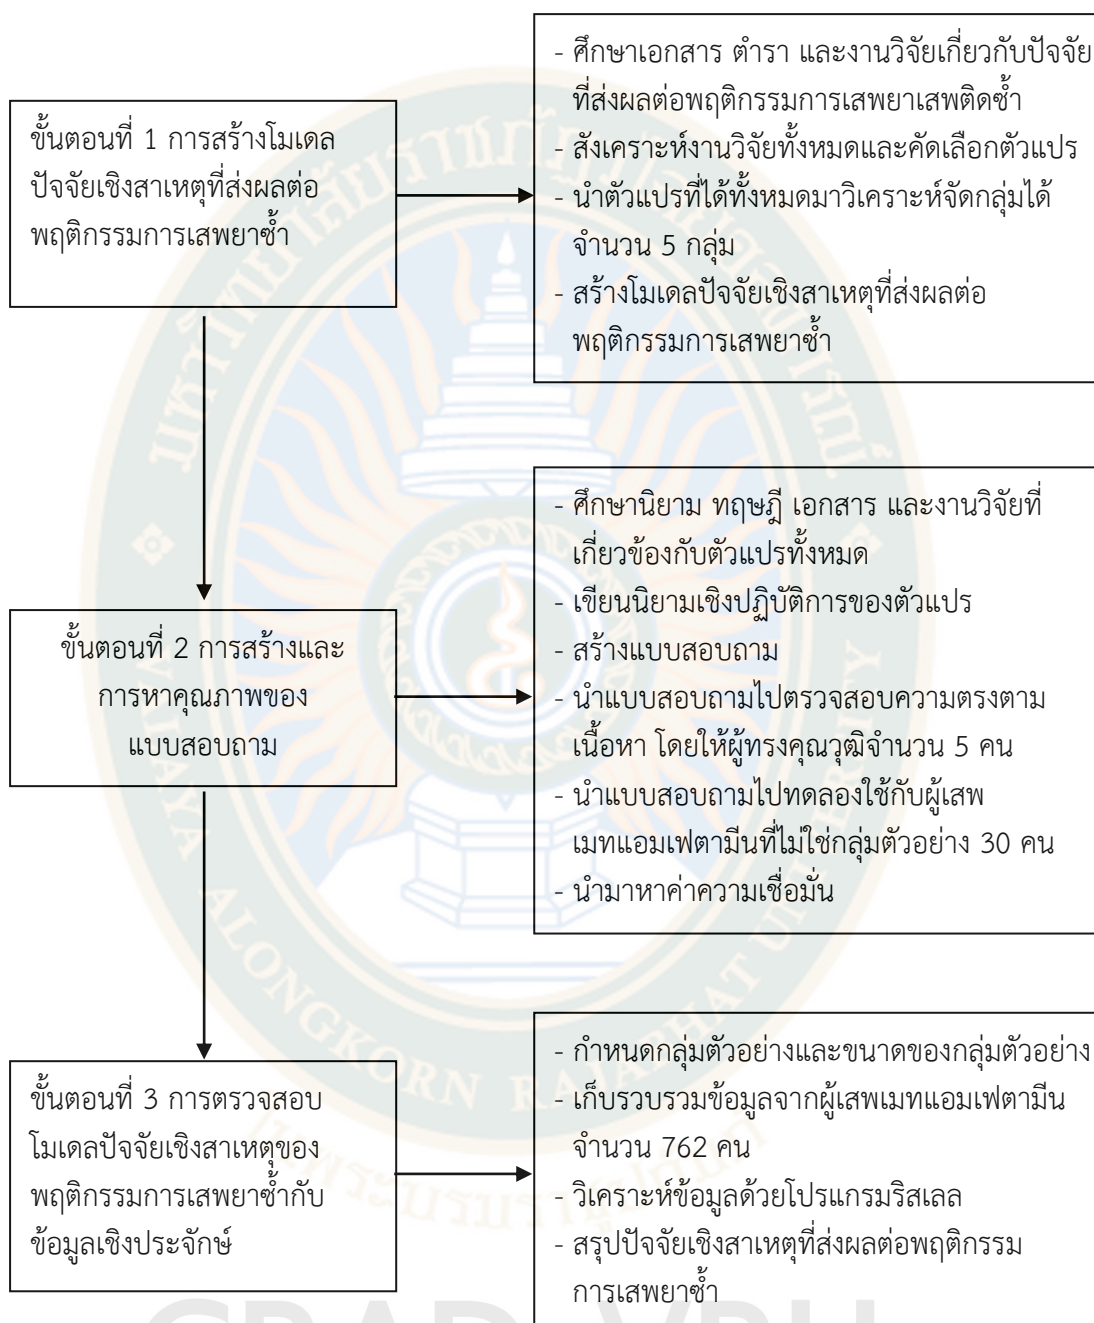 ขั้นตอนที่ 1 การสร้างโมเดล
ปัจจัยเชิงสาเหตุที่ส่งผลต่อ
พฤติกรรมการเสพยาซ้ำ
- ศึกษาเอกสาร ตำรา และงานวิจัยเกี่ยวกับปัจจัย
ที่ส่งผลต่อพฤติกรรมการเสพยาเสพติดซ้ำ
- สังเคราะห์งานวิจัยทั้งหมดและคัดเลือกตัวแปร
- นำตัวแปรที่ได้ทั้งหมดมาวิเคราะห์จัดกลุ่มได้
จำนวน 5 กลุ่ม
- สร้างโมเดลปัจจัยเชิงสาเหตุที่ส่งผลต่อ
พฤติกรรมการเสพยาซ้ำ
ขั้นตอนที่ 2 การสร้างและ
การหาคุณภาพของ
แบบสอบถาม
- ศึกษานิยาม ทฤษฎี เอกสาร และงานวิจัยที่
เกี่ยวข้องกับตัวแปรทั้งหมด
- เขียนนิยามเชิงปฏิบัติการของตัวแปร
- สร้างแบบสอบถาม
- นำแบบสอบถามไปตรวจสอบความตรงตาม
เนื้อหา โดยให้ผู้ทรงคุณวุฒิจำนวน 5 คน
- นำแบบสอบถามไปทดลองใช้กับผู้เสพ
เมทแอมเฟตามีนที่ไม่ใช่กลุ่มตัวอย่าง 30 คน
- นำมาหาค่าความเชื่อมั่น
ขั้นตอนที่ 3 การตรวจสอบ
โมเดลปัจจัยเชิงสาเหตุของ
พฤติกรรมการเสพยาซ้ำกับ
ข้อมูลเชิงประจักษ์
- กำหนดกลุ่มตัวอย่างและขนาดของกลุ่มตัวอย่าง
- เก็บรวบรวมข้อมูลจากผู้เสพเมทแอมเฟตามีน
จำนวน 762 คน
- วิเคราะห์ข้อมูลด้วยโปรแกรมริสเลล
- สรุปปัจจัยเชิงสาเหตุที่ส่งผลต่อพฤติกรรม
การเสพยาซ้ำ
ALONGKORN RAJABHAT UNIVERSITY